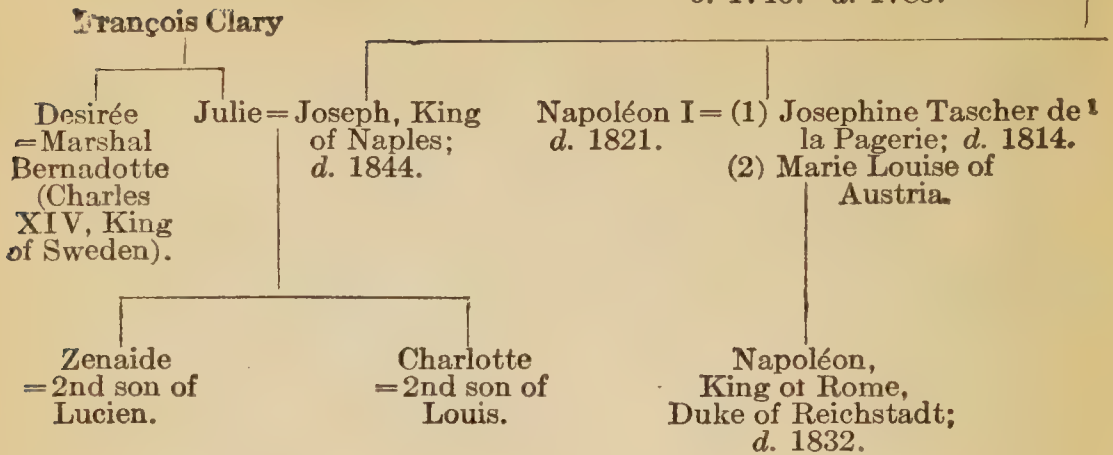 François Clary
Desirée
=Marshal
Bernadotte
(Charles
XIV, King
of Sweden).
Julie=Joseph, King
of Naples;
d. 1844.
Napoléon I= (1) Josephine Tascher de
d. 1821.
la Pagerie; d. 1814.
(2) Marie Louise of
Austria.
Zenaide
=2nd son of
Lucien.
Charlotte
=2nd son of
Louis.
Napoléon,
King of Rome,
Duke of Reichstadt;
d. 1832.